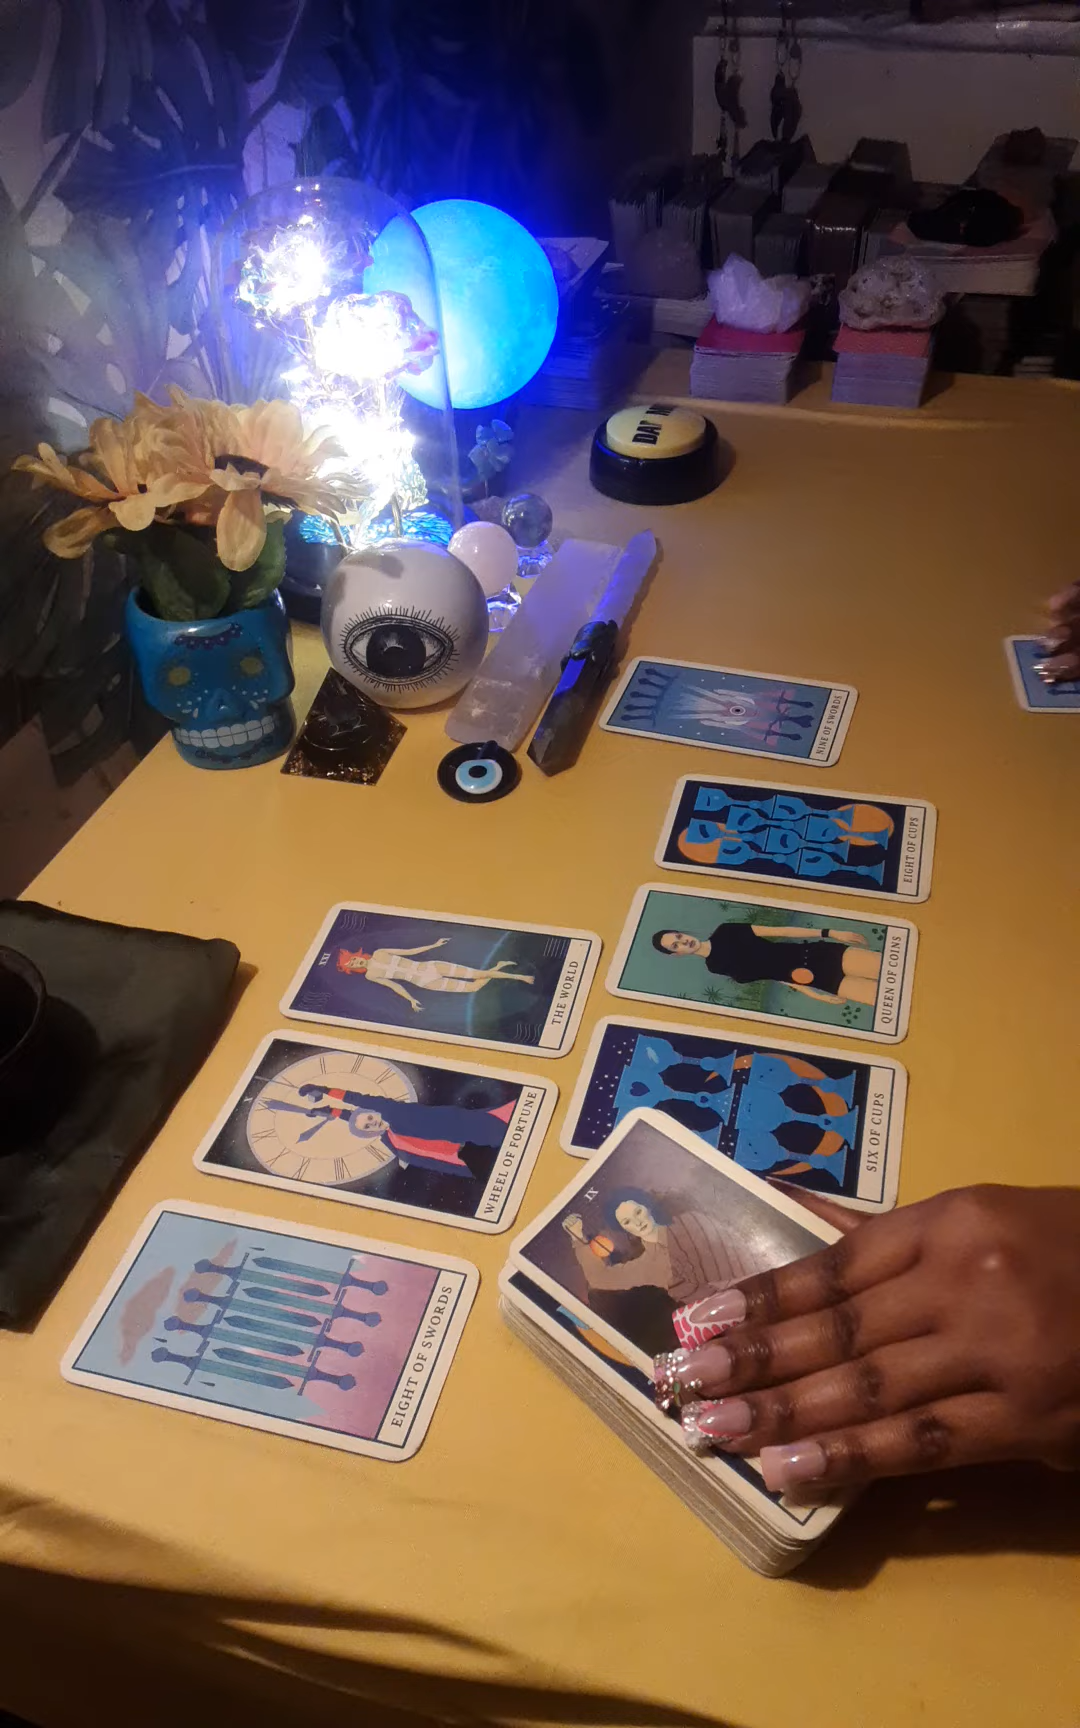 DAY
NINE OF SWORDS
EIGHT OF CUPS
XXI
THE WORLD
QUEEN OF COINS
X
WHEEL OF FORTUNE
SIX OF CUPS
IX
EIGHT OF SWORDS